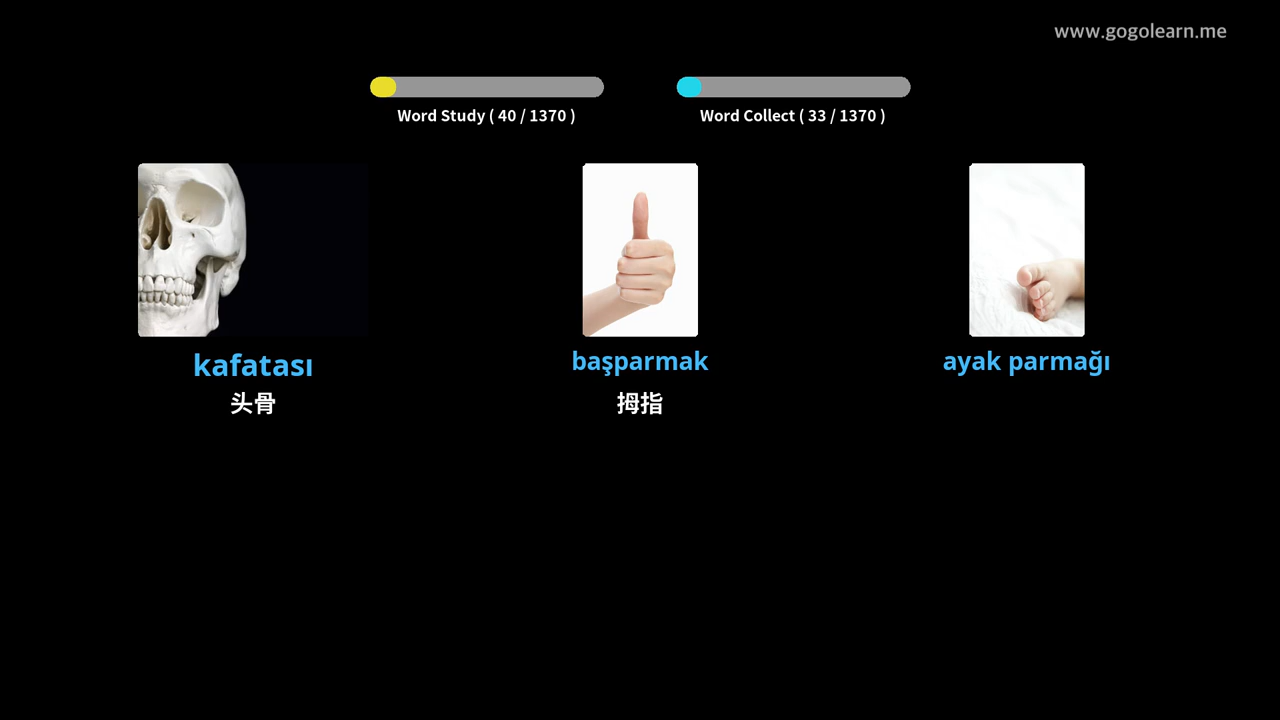 www.gogolearn.me
Word Study ( 40 / 1370 )
Word Collect ( 33 / 1370 )
kafatası
başparmak
ayak parmağı
头骨
拇指